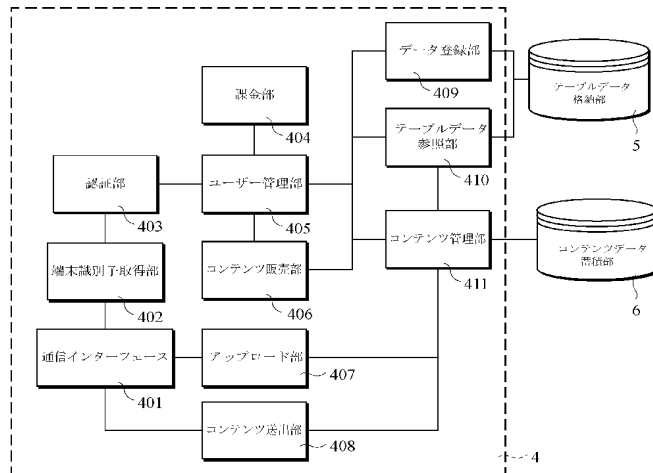 データ登録部
409
テーブルデータ
格納部
5
課金部
404
テーブルデータ
参照部
410
認証部
403
ユーザー管理部
405
コンテンツ管理部
411
コンテンツデータ
蓄積部
6
端末識別子取得部
402
コンテンツ販売部
406
通信インターフェース
401
アップロード部
407
コンテンツ送出部
408
4